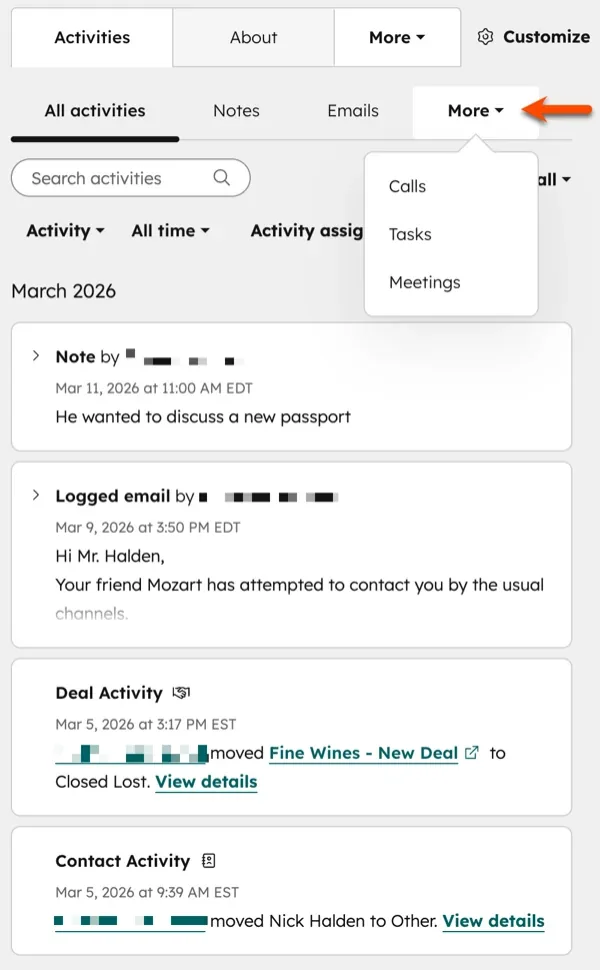 Activities About More Customize
All activities Notes Emails More
Search activities all
Calls
Tasks
Meetings
Activity All time Activity assig
March 2026
Note by
Mar 11, 2026 at 11:00 AM EDT
He wanted to discuss a new passport
Logged email by
Mar 9, 2026 at 3:50 PM EDT
Hi Mr. Halden,
Your friend Mozart has attempted to contact you by the usual
channels.
Deal Activity
Mar 5, 2026 at 3:17 PM EST
moved Fine Wines - New Deal to
Closed Lost. View details
Contact Activity
Mar 5, 2026 at 9:39 AM EST
moved Nick Halden to Other. View details